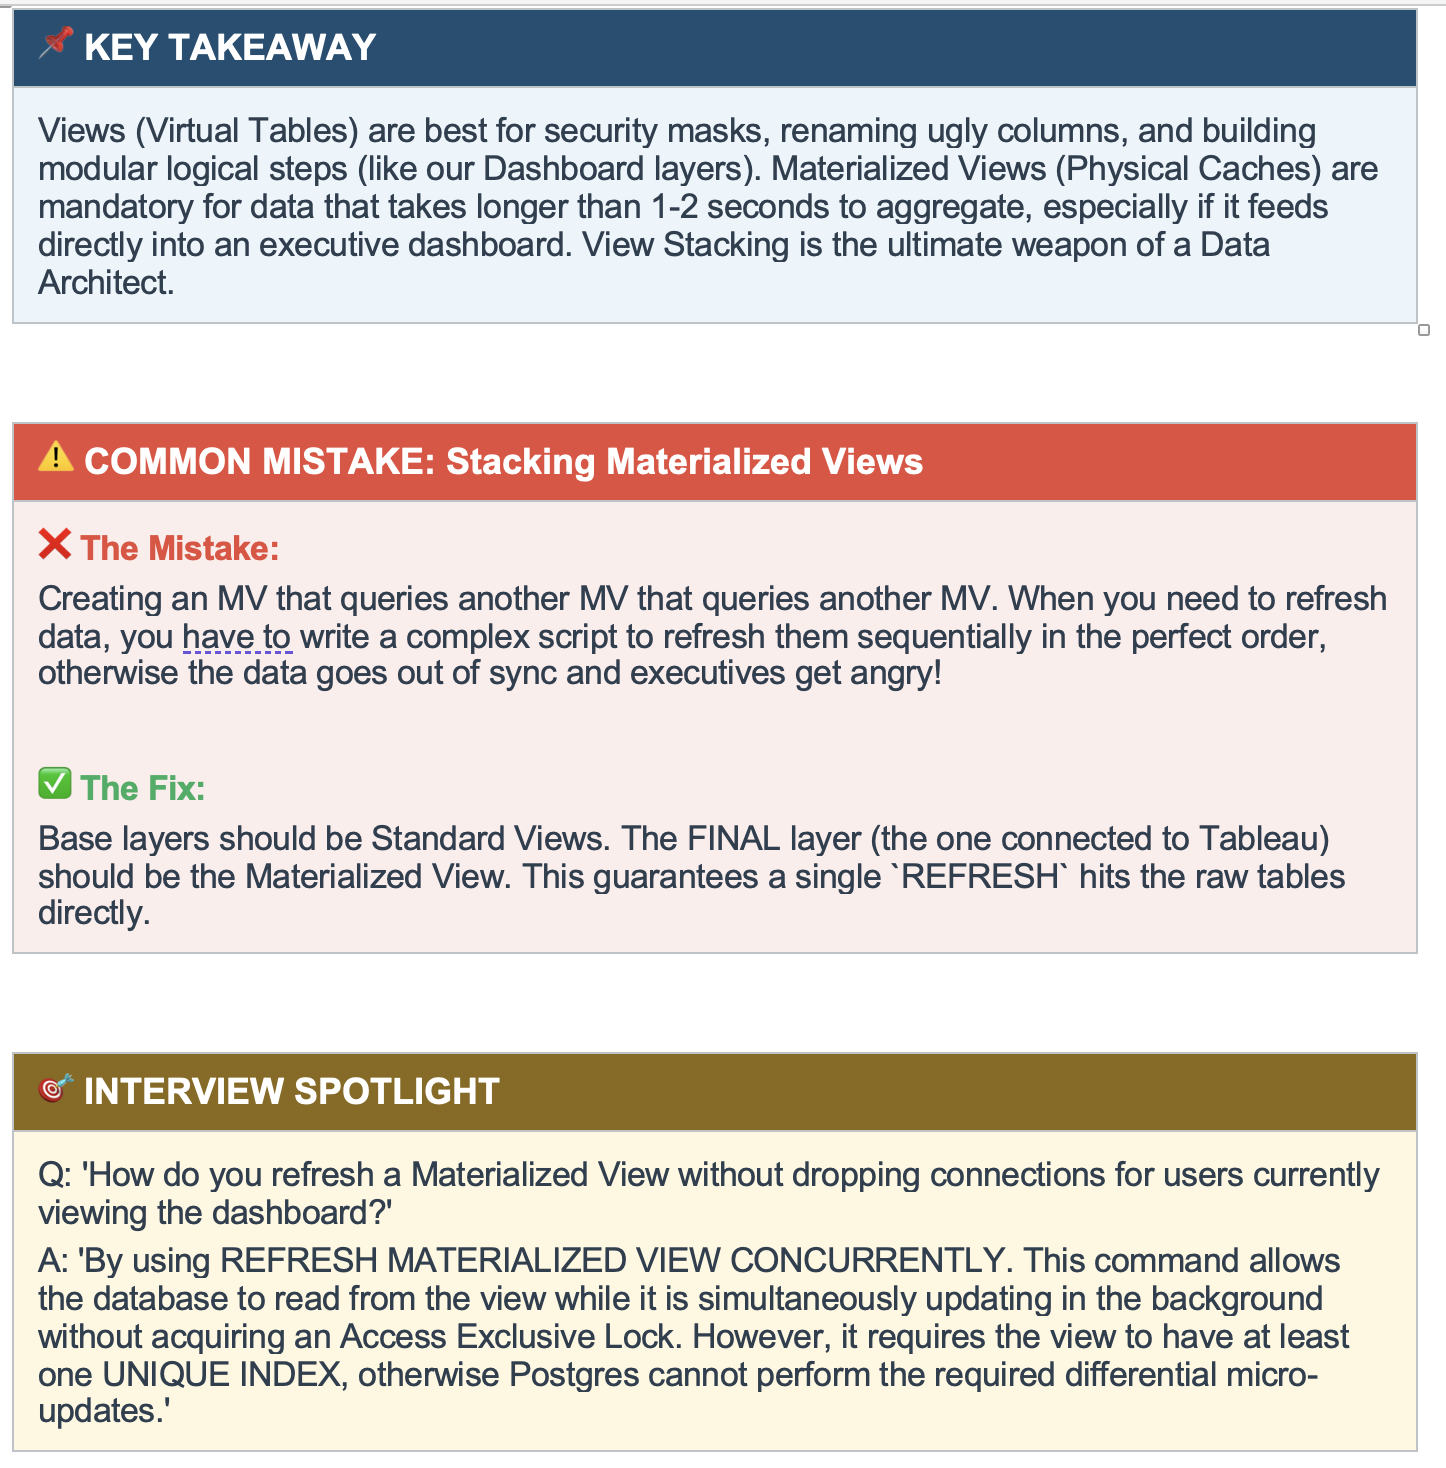 📌 KEY TAKEAWAY
Views (Virtual Tables) are best for security masks, renaming ugly columns, and building
modular logical steps (like our Dashboard layers). Materialized Views (Physical Caches) are
mandatory for data that takes longer than 1-2 seconds to aggregate, especially if it feeds
directly into an executive dashboard. View Stacking is the ultimate weapon of a Data
Architect.
⚠️ COMMON MISTAKE: Stacking Materialized Views
❌ The Mistake:
Creating an MV that queries another MV that queries another MV. When you need to refresh
data, you have to write a complex script to refresh them sequentially in the perfect order,
otherwise the data goes out of sync and executives get angry!
✅ The Fix:
Base layers should be Standard Views. The FINAL layer (the one connected to Tableau)
should be the Materialized View. This guarantees a single `REFRESH` hits the raw tables
directly.
🎯 INTERVIEW SPOTLIGHT
Q: 'How do you refresh a Materialized View without dropping connections for users currently
viewing the dashboard?'
A: 'By using REFRESH MATERIALIZED VIEW CONCURRENTLY. This command allows
the database to read from the view while it is simultaneously updating in the background
without acquiring an Access Exclusive Lock. However, it requires the view to have at least
one UNIQUE INDEX, otherwise Postgres cannot perform the required differential micro-
updates.'